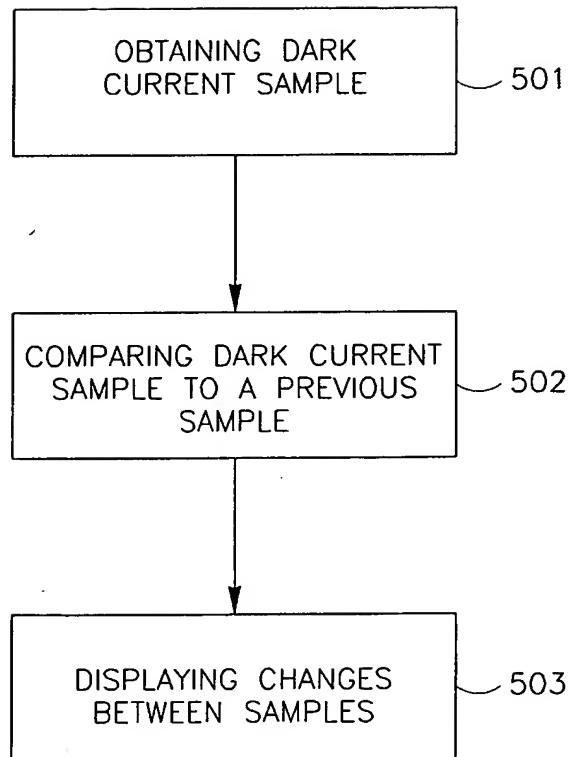 OBTAINING DARK
CURRENT SAMPLE
501
COMPARING DARK CURRENT
SAMPLE TO A PREVIOUS
SAMPLE
502
DISPLAYING CHANGES
BETWEEN SAMPLES
503